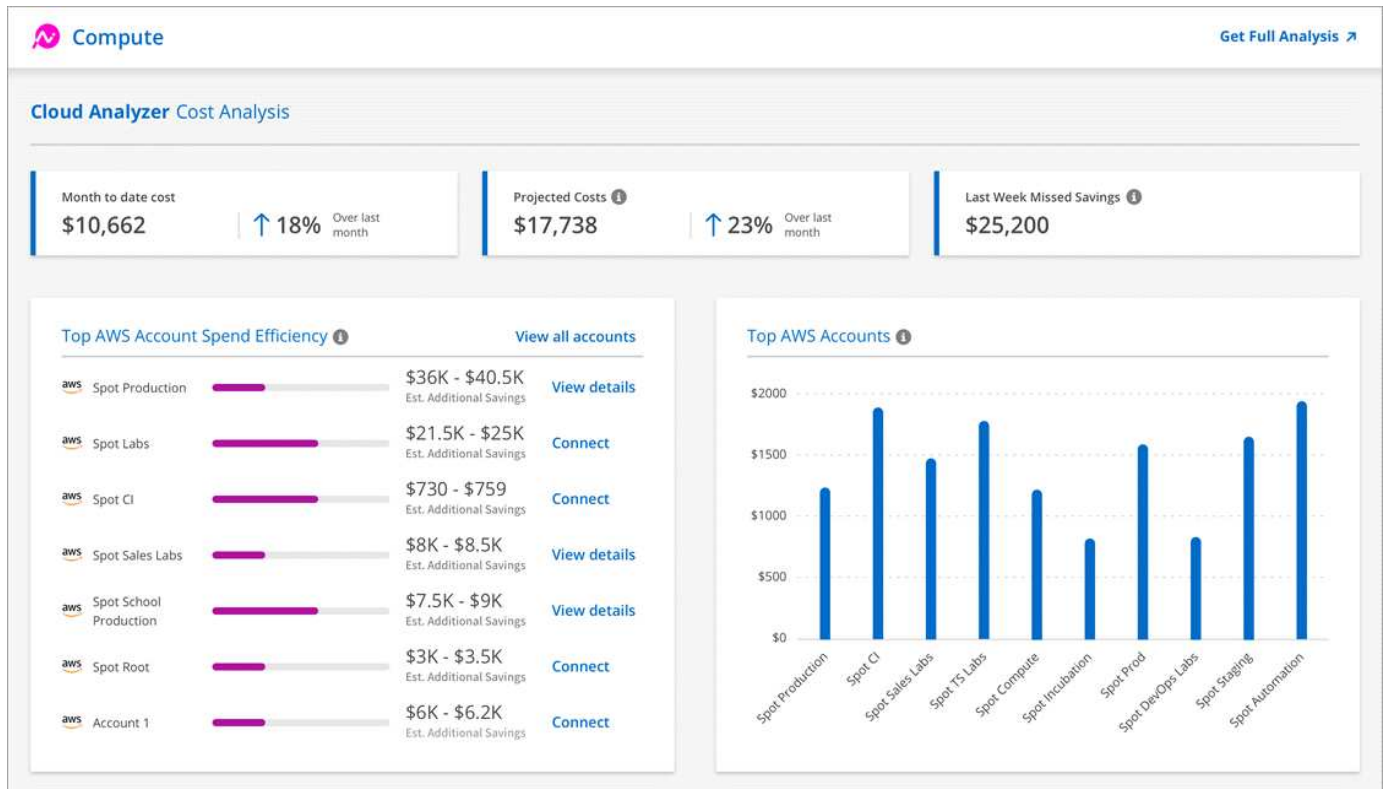 Compute
Get Full Analysis
Cloud Analyzer Cost Analysis
Month to date cost
$10,662
18%
Over last
month
Projected Costs
$17,738
23%
Over last
month
Last Week Missed Savings
$25,200
Top AWS Account Spend Efficiency
View all accounts
aws Spot Production
$36K - $40.5K
Est. Additional Savings
View details
aws Spot Labs
$21.5K - $25K
Est. Additional Savings
Connect
aws Spot CI
$730 - $759
Est. Additional Savings
Connect
aws Spot Sales Labs
$8K - $8.5K
Est. Additional Savings
View details
aws Spot School
Production
$7.5K - $9K
Est. Additional Savings
View details
aws Spot Root
$3K - $3.5K
Est. Additional Savings
Connect
aws Account 1
$6K - $6.2K
Est. Additional Savings
Connect
Top AWS Accounts
$2000
$1500
$1000
$500
$0
Spot Production
Spot CI
Spot Sales Labs
Spot TS Labs
Spot Compute
Spot Incubation
Spot Prod
Spot DevOps Labs
Spot Staging
Spot Automation